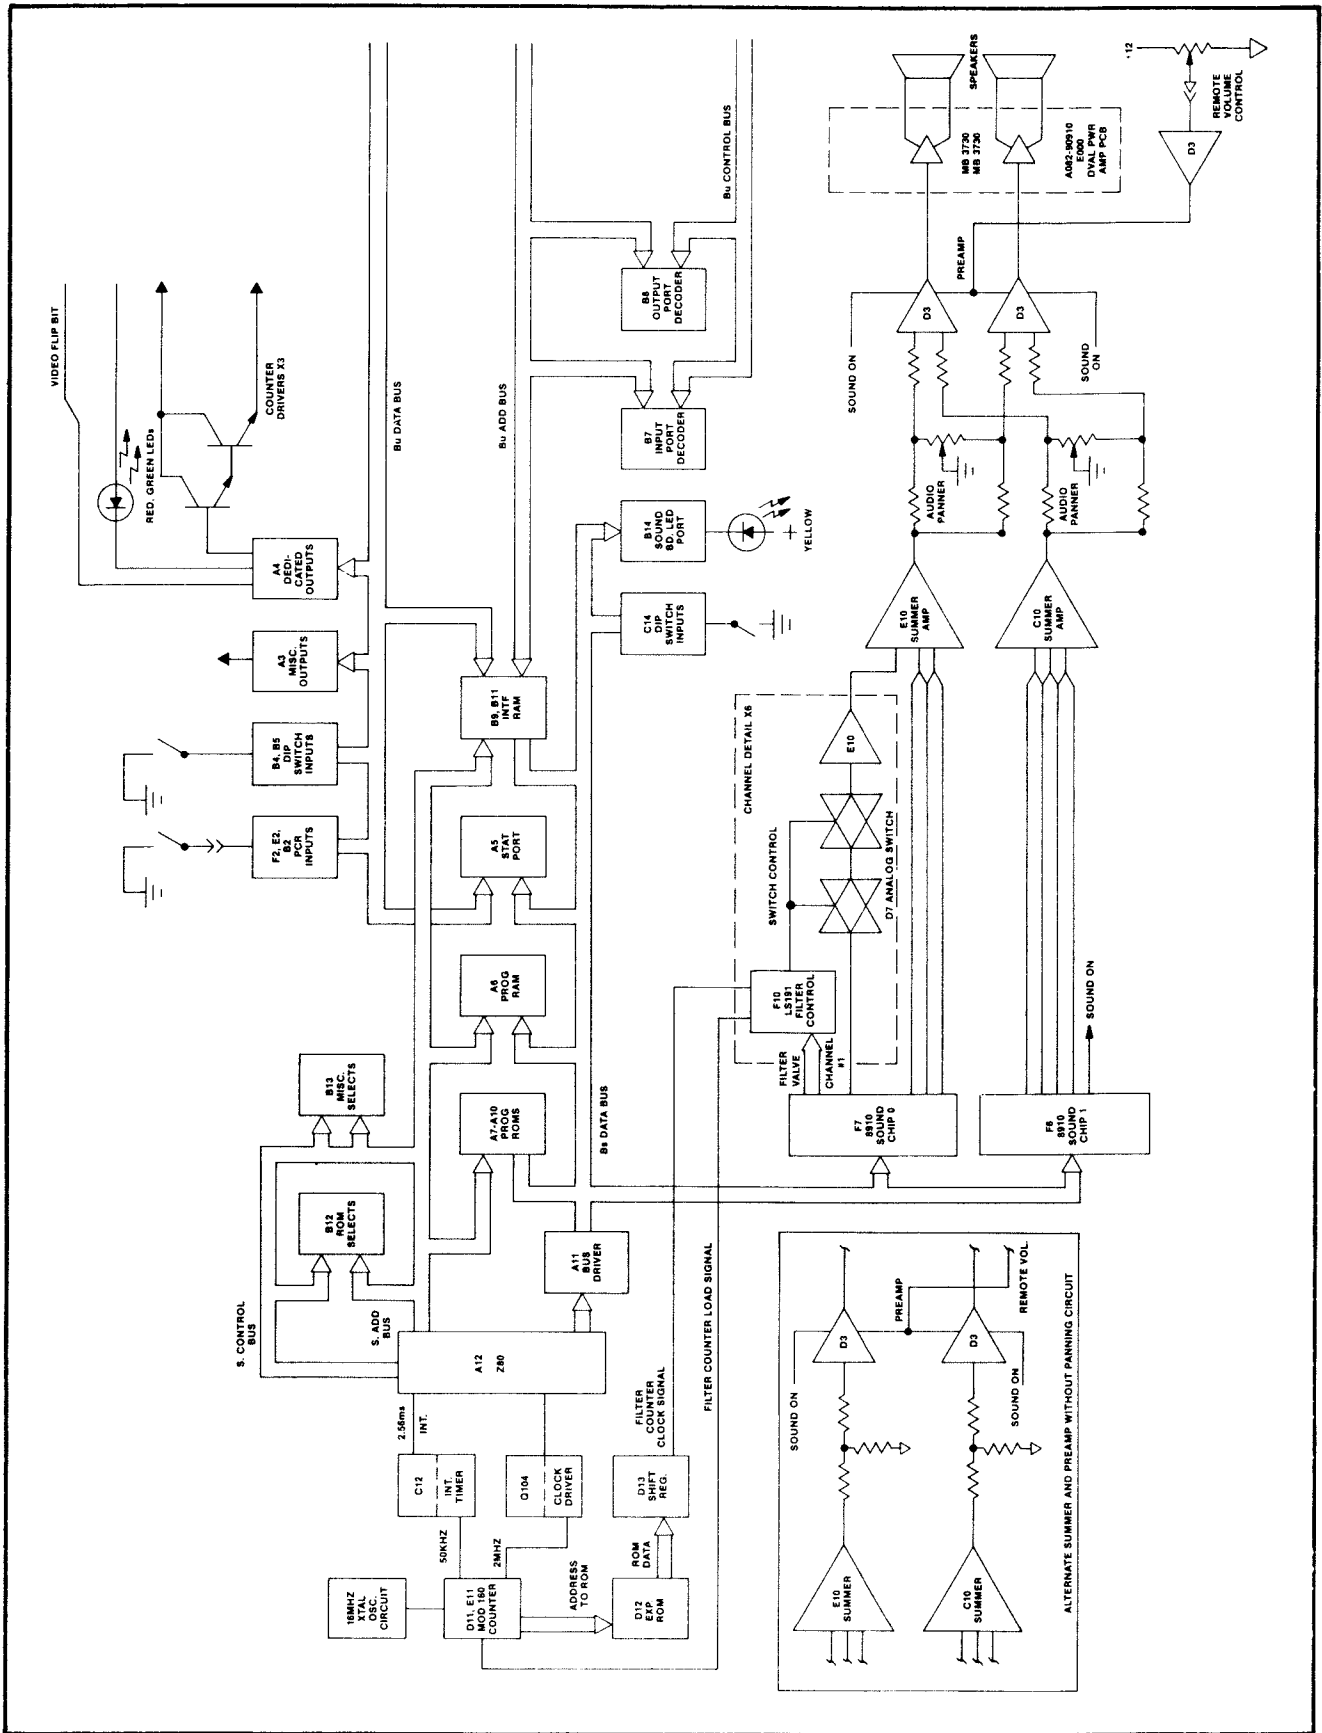 VIDEO FLIP BIT
RED, GREEN LEDs
COUNTER
DRIVERS X3
Bu DATA BUS
Bu ADD BUS
Bu CONTROL BUS
A4
DEDI-
CATED
OUTPUTS
A3
MISC.
OUTPUTS
B4, B5
DIP
SWITCH
INPUTS
F2, E2,
B2
PCR
INPUTS
B8
OUTPUT
PORT
DECODER
B7
INPUT
PORT
DECODER
B14
SOUND
BD. LED
PORT
YELLOW
C14 DIP
SWITCH
INPUTS
B9, B11
INTF
RAM
A5
STAT
PORT
A6
PROG
RAM
A7-A10
PROG
ROMS
B13
MISC.
SELECTS
B12
ROM
SELECTS
S. CONTROL
BUS
S. ADD
BUS
A11
BUS
DRIVER
Bs DATA BUS
A12
Z80
2.56ms
INT.
C12
INT.
TIMER
Q104
CLOCK
DRIVER
50KHZ
2MHZ
16MHZ
XTAL
OSC.
CIRCUIT
D11, E11
MOD 160
COUNTER
ADDRESS
TO ROM
D12
EXP.
ROM
ROM
DATA
D13
SHIFT
REG.
FILTER
COUNTER
CLOCK SIGNAL
FILTER COUNTER LOAD SIGNAL
CHANNEL DETAIL X6
SWITCH CONTROL
F10
LS191
FILTER
CONTROL
D7 ANALOG SWITCH
E10
FILTER
VALVE
CHANNEL
#1
F7
8910
SOUND
CHIP 0
F6
8910
SOUND
CHIP 1
SOUND ON
E10
SUMMER
AMP
C10
SUMMER
AMP
AUDIO
PANNER
AUDIO
PANNER
SOUND ON
D3
PREAMP
D3
SOUND
ON
MB 3730
MB 3730
A082-90910
E000
DVAL PWR
AMP PCB
SPEAKERS
D3
+12
REMOTE
VOLUME
CONTROL
E10
SUMMER
C10
SUMMER
SOUND ON
D3
PREAMP
D3
SOUND ON
REMOTE VOL.
ALTERNATE SUMMER AND PREAMP WITHOUT PANNING CIRCUIT